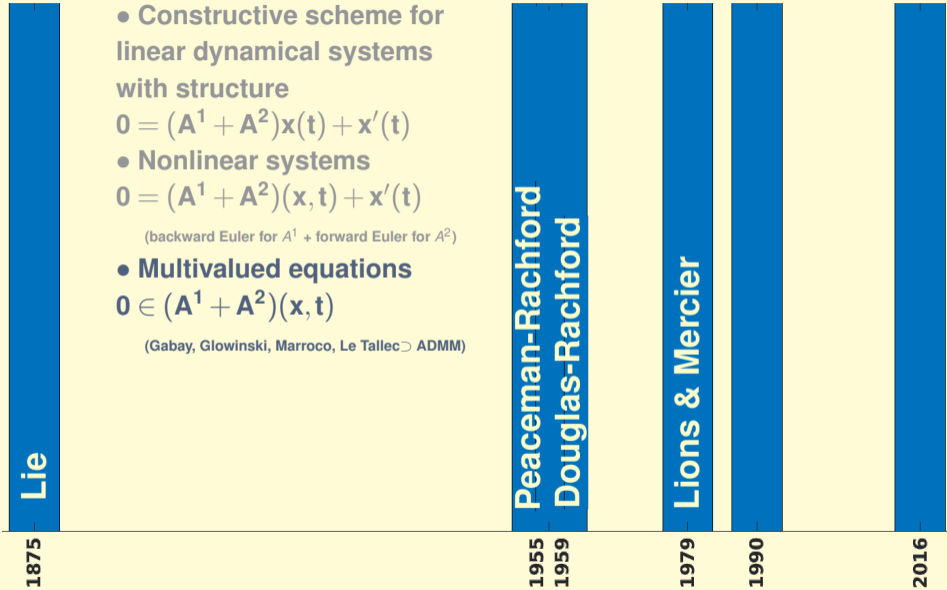 • Constructive scheme for
linear dynamical systems
with structure
0 = (A¹ + A²)x(t) + x′(t)
• Nonlinear systems
0 = (A¹ + A²)(x, t) + x′(t)
(backward Euler for A¹ + forward Euler for A²)
• Multivalued equations
0 ∈ (A¹ + A²)(x, t)
(Gabay, Glowinski, Marroco, Le Tallec⊃ ADMM)
Lie
Peaceman-Rachford
Douglas-Rachford
Lions & Mercier
1875
1955
1959
1979
1990
2016